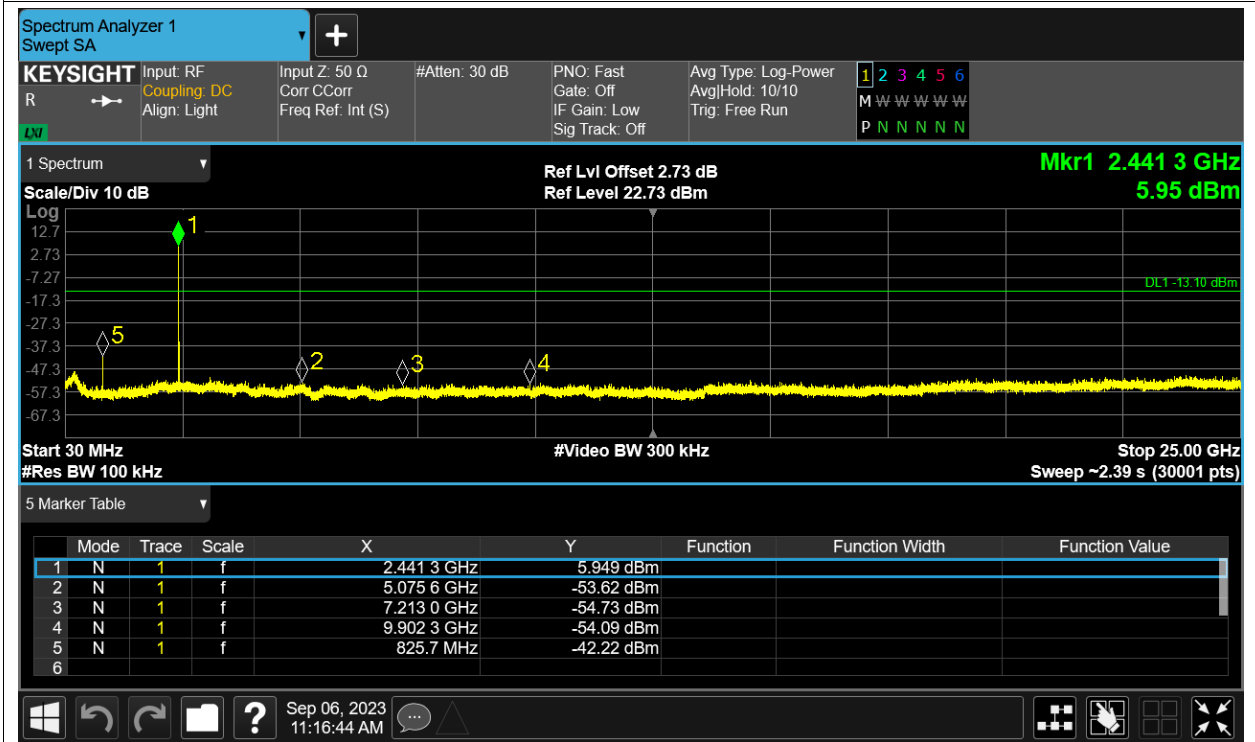 Spectrum Analyzer 1
Swept SA
+
KEYSIGHT
R
LXI
Input: RF
Coupling: DC
Align: Light
Input Z: 50 Ω
Corr CCorr
Freq Ref: Int (S)
#Atten: 30 dB
PNO: Fast
Gate: Off
IF Gain: Low
Sig Track: Off
Avg Type: Log-Power
Avg|Hold: 10/10
Trig: Free Run
1 2 3 4 5 6
M W W W W W
P N N N N N
1 Spectrum
Scale/Div 10 dB
Ref Lvl Offset 2.73 dB
Ref Level 22.73 dBm
Mkr1 2.441 3 GHz
5.95 dBm
Log
12.7
2.73
-7.27
-17.3
-27.3
-37.3
-47.3
-57.3
-67.3
1
5
2
3
4
DL1 -13.10 dBm
Start 30 MHz
#Video BW 300 kHz
Stop 25.00 GHz
#Res BW 100 kHz
Sweep ~2.39 s (30001 pts)
5 Marker Table
Mode Trace Scale X Y Function Function Width Function Value
1 N 1 f 2.441 3 GHz 5.949 dBm
2 N 1 f 5.075 6 GHz -53.62 dBm
3 N 1 f 7.213 0 GHz -54.73 dBm
4 N 1 f 9.902 3 GHz -54.09 dBm
5 N 1 f 825.7 MHz -42.22 dBm
6
?
Sep 06, 2023
11:16:44 AM